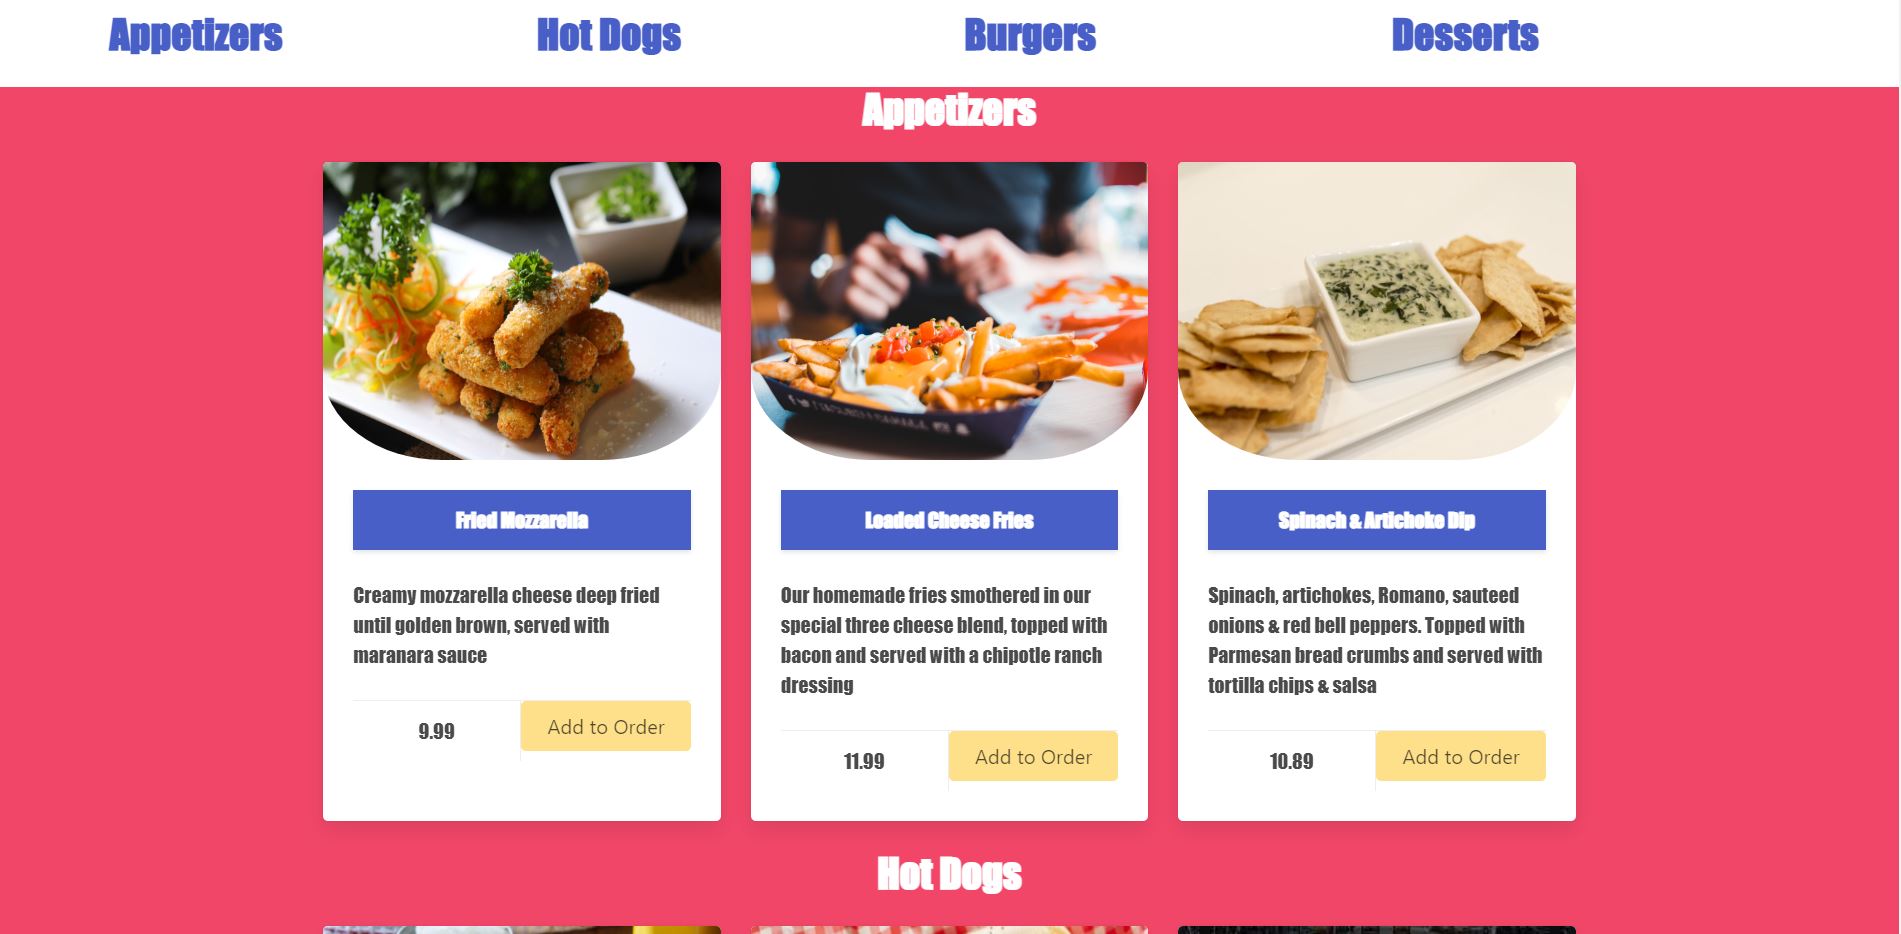 Appetizers
Hot Dogs
Burgers
Desserts
Appetizers
Fried Mozzarella
Creamy mozzarella cheese deep fried
until golden brown, served with
maranara sauce
9.99
Add to Order
Loaded Cheese Fries
Our homemade fries smothered in our
special three cheese blend, topped with
bacon and served with a chipotle ranch
dressing
11.99
Add to Order
Spinach & Artichoke Dip
Spinach, artichokes, Romano, sauteed
onions & red bell peppers. Topped with
Parmesan bread crumbs and served with
tortilla chips & salsa
10.89
Add to Order
Hot Dogs